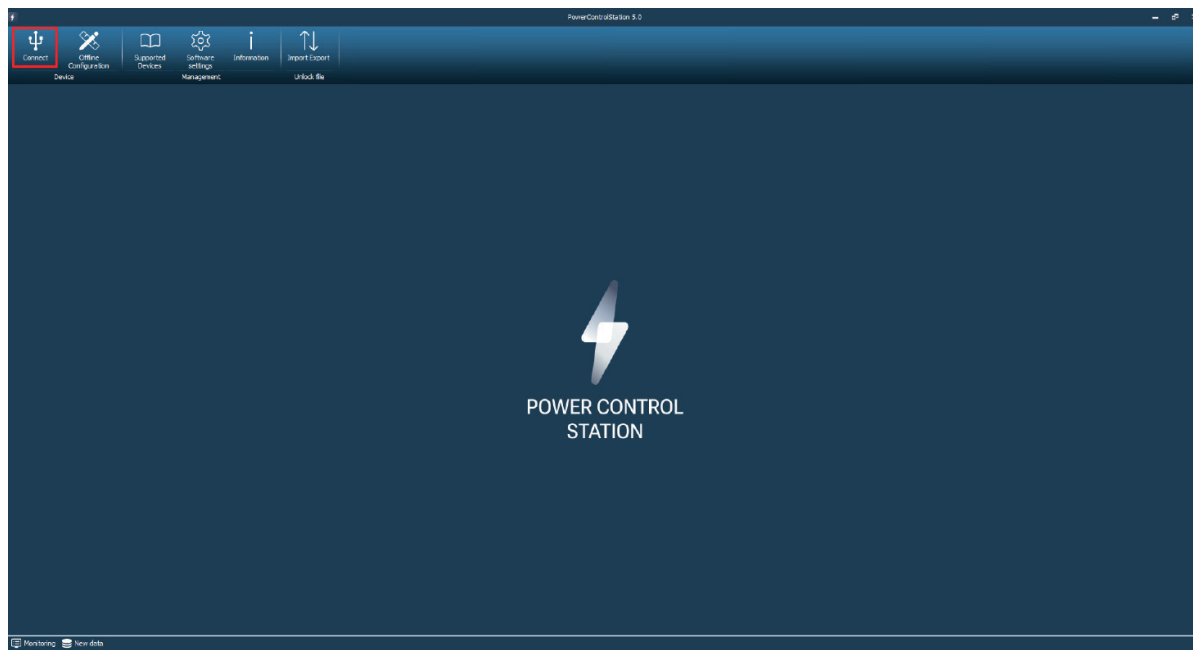 PowerControlStation 5.0
Connect
Offline
Configuration
Supported
Devices
Software
settings
Information
Import Export
Device
Management
Unlock file
POWER CONTROL
STATION
Monitoring
New data